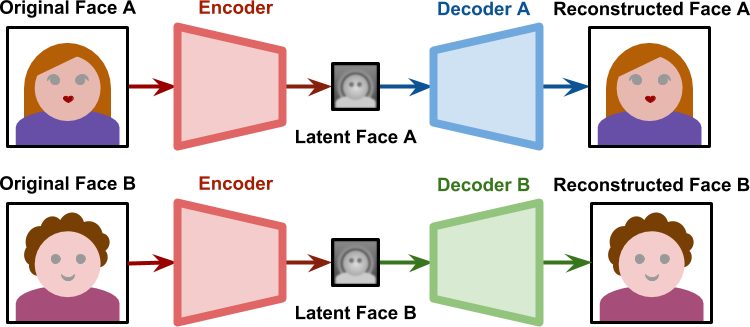 Original Face A
Encoder
Decoder A
Reconstructed Face A
Latent Face A
Original Face B
Encoder
Decoder B
Reconstructed Face B
Latent Face B